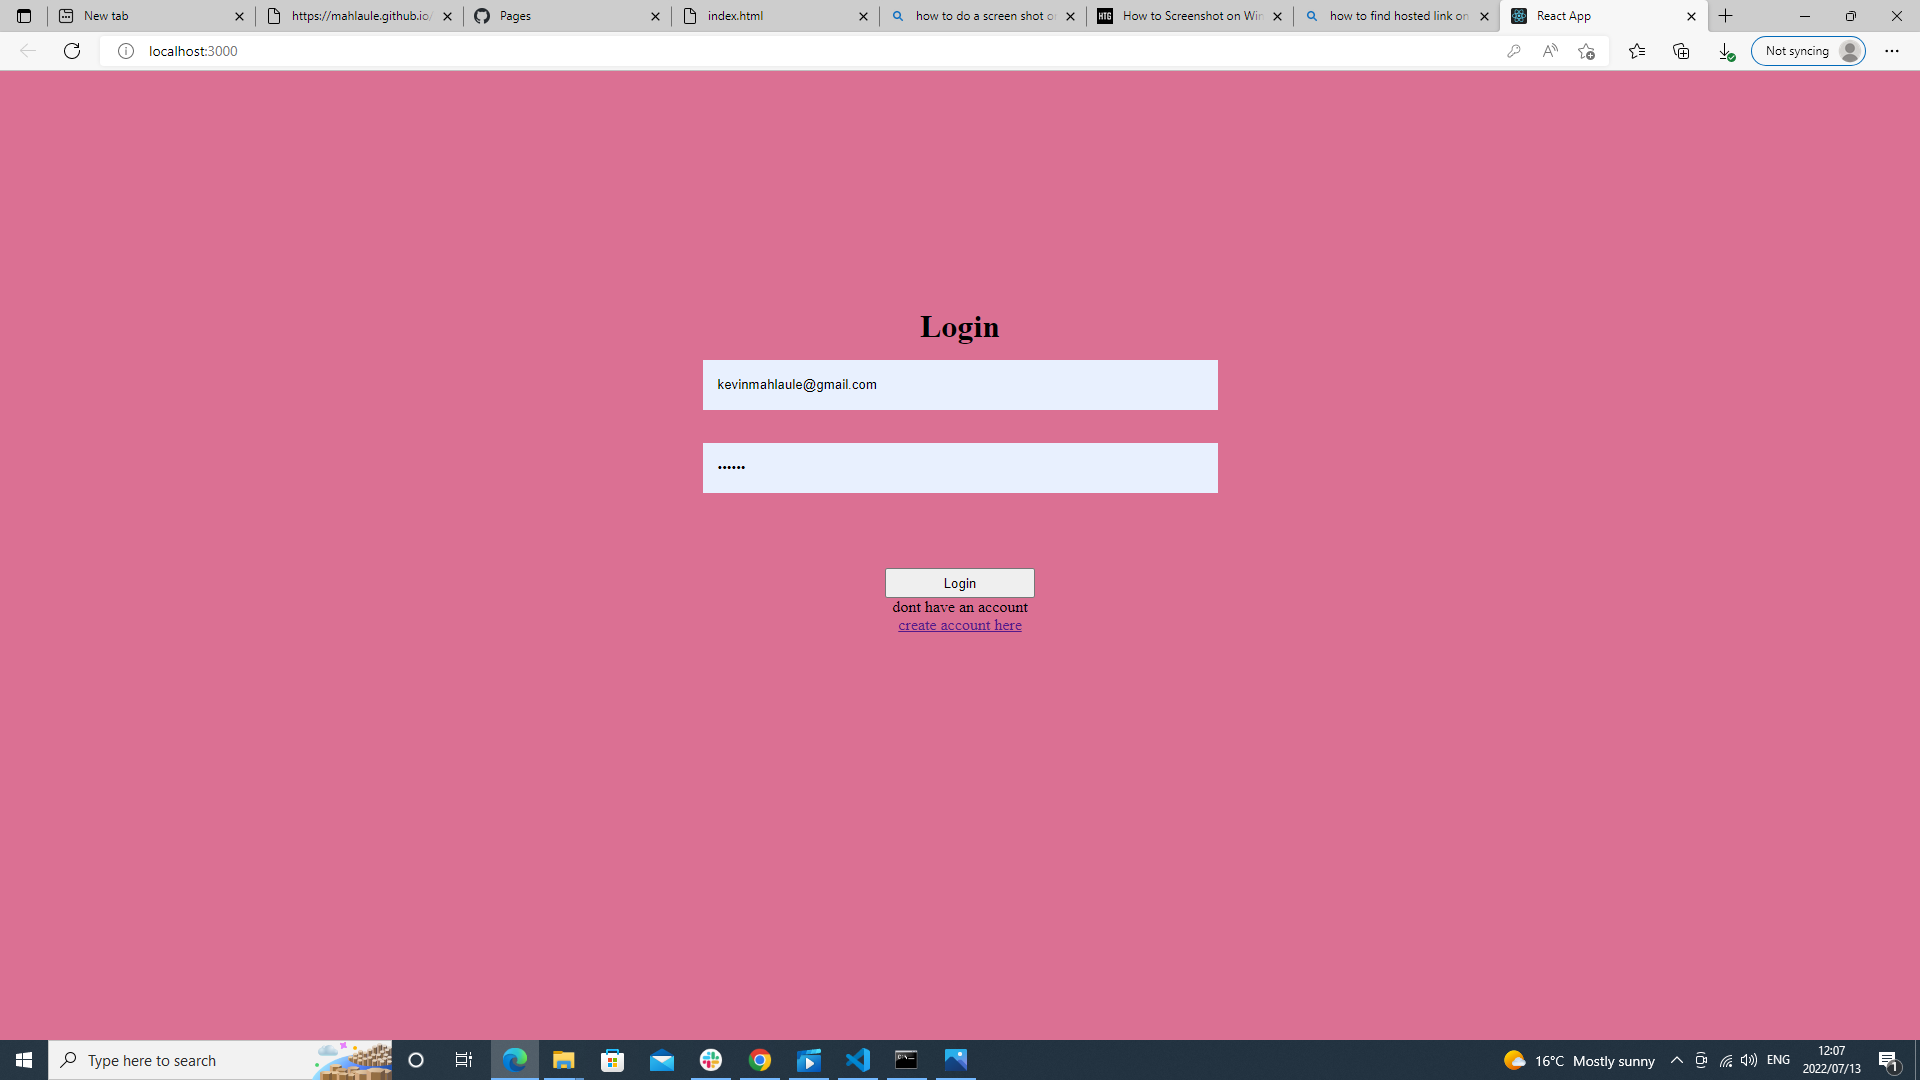 New tab
https://mahlaule.github.io/
Pages
index.html
how to do a screen shot o
How to Screenshot on Win
how to find hosted link on
React App
localhost:3000
Not syncing
Login
kevinmahlaule@gmail.com
••••••
Login
dont have an account
create account here
Type here to search
16°C Mostly sunny
ENG
12:07
2022/07/13
1